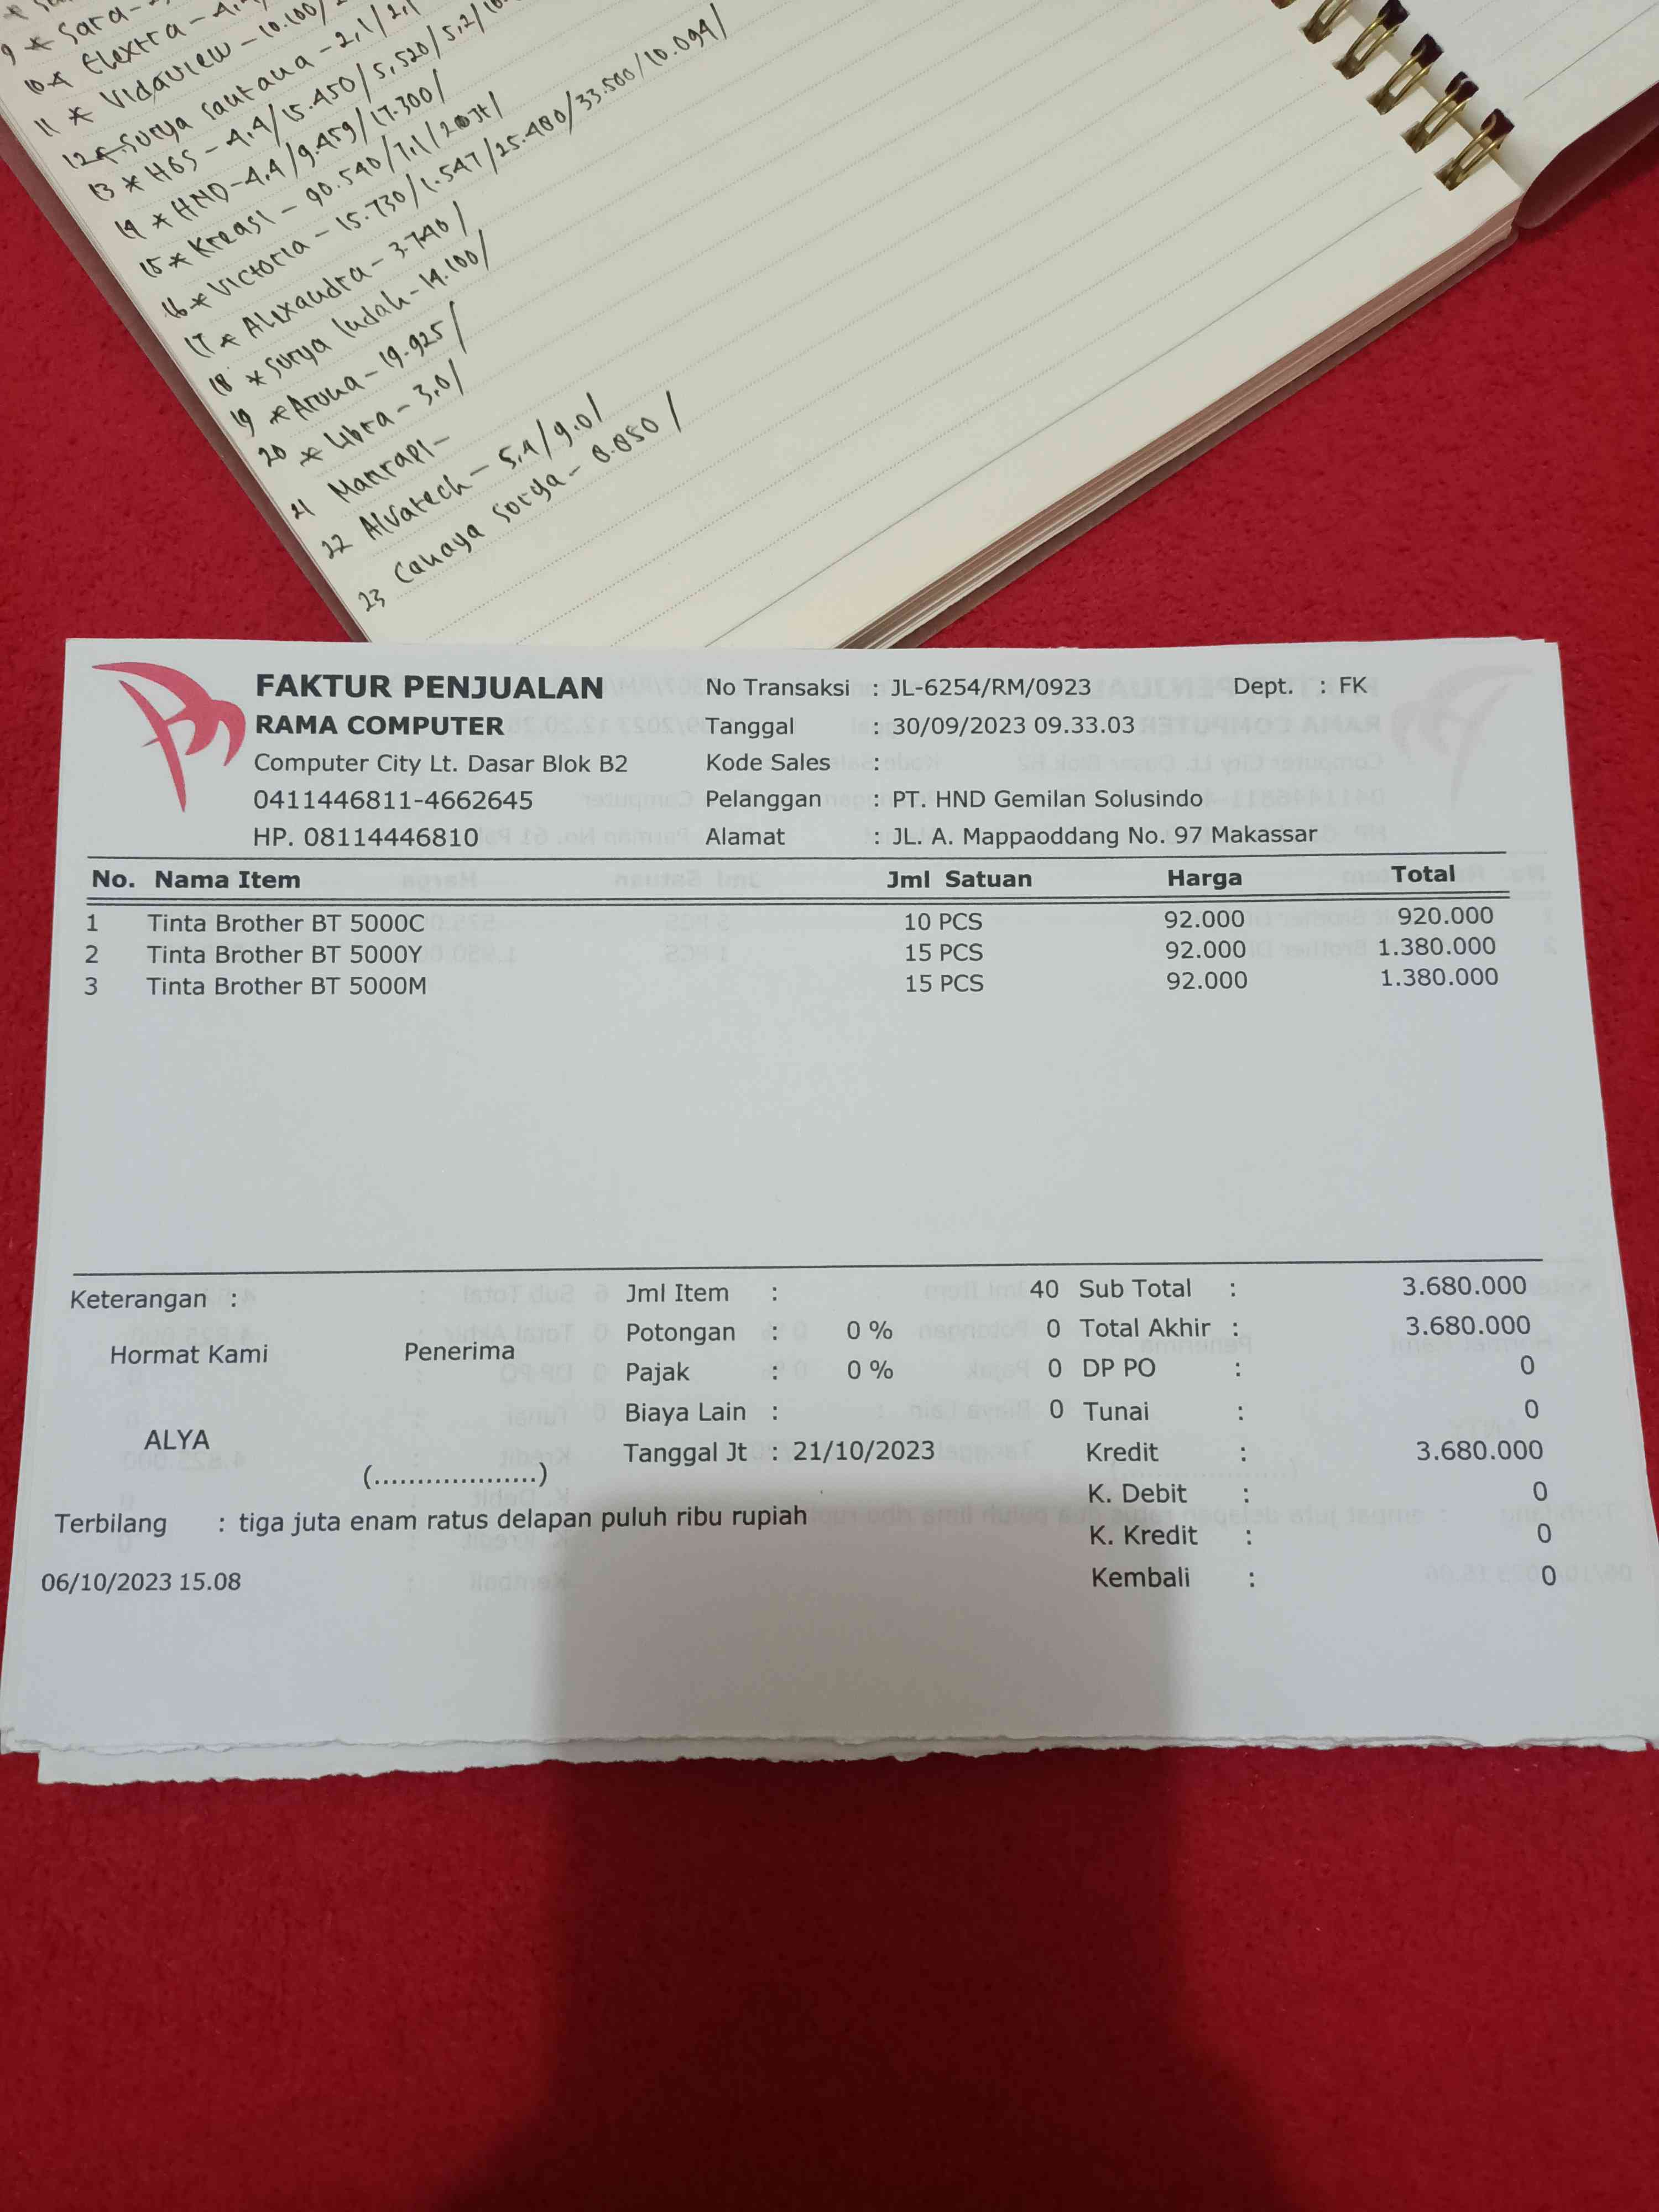 9 * Sara-
10 * Elextra - 4,4
11 * Vidaview - 10.100/
12 * Surya Santana - 2,1/2,1
13 * HGS - 4,4/15.450/5,520/5,2/10.
14 * HND-4,4/9.459/17.300/
15 * Kreasi - 90.540/7,1/20jt/
16 * Victoria - 15.730/1.547/25.480/33.500/10.094/
17 * Alexandra - 3.740/
18 * Surya Indah - 14.100/
19 * Aruna - 19.925/
20 * Libra - 3,0/
21 Manrapi -
22 Alvatech - 5,4/9.0/
23 Cahaya Surya - 8.850 /
FAKTUR PENJUALAN No Transaksi : JL-6254/RM/0923 Dept. : FK
RAMA COMPUTER Tanggal : 30/09/2023 09.33.03
Computer City Lt. Dasar Blok B2 Kode Sales :
0411446811-4662645 Pelanggan : PT. HND Gemilan Solusindo
HP. 08114446810 Alamat : JL. A. Mappaoddang No. 97 Makassar
No. Nama Item Jml Satuan Harga Total
1 Tinta Brother BT 5000C 10 PCS 92.000 920.000
2 Tinta Brother BT 5000Y 15 PCS 92.000 1.380.000
3 Tinta Brother BT 5000M 15 PCS 92.000 1.380.000
Keterangan : Jml Item : 40 Sub Total : 3.680.000
Potongan : 0 % 0 Total Akhir : 3.680.000
Hormat Kami Penerima Pajak : 0 % 0 DP PO : 0
Biaya Lain : 0 Tunai : 0
ALYA Tanggal Jt : 21/10/2023 Kredit : 3.680.000
(...................) K. Debit : 0
Terbilang : tiga juta enam ratus delapan puluh ribu rupiah K. Kredit : 0
06/10/2023 15.08 Kembali : 0